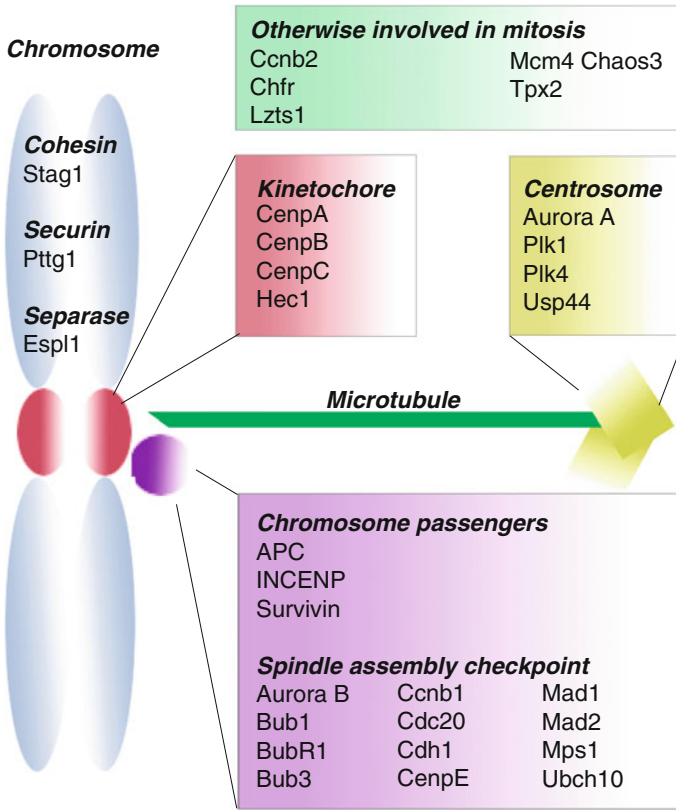 Chromosome
Cohesin
Stag1
Securin
Pttg1
Separase
Espl1
Otherwise involved in mitosis
Ccnb2
Chfr
Lzts1
Mcm4 Chaos3
Tpx2
Kinetochore
CenpA
CenpB
CenpC
Hec1
Centrosome
Aurora A
Plk1
Plk4
Usp44
Microtubule
Chromosome passengers
APC
INCENP
Survivin
Spindle assembly checkpoint
Aurora B
Bub1
BubR1
Bub3
Ccnb1
Cdc20
Cdh1
CenpE
Mad1
Mad2
Mps1
Ubch10